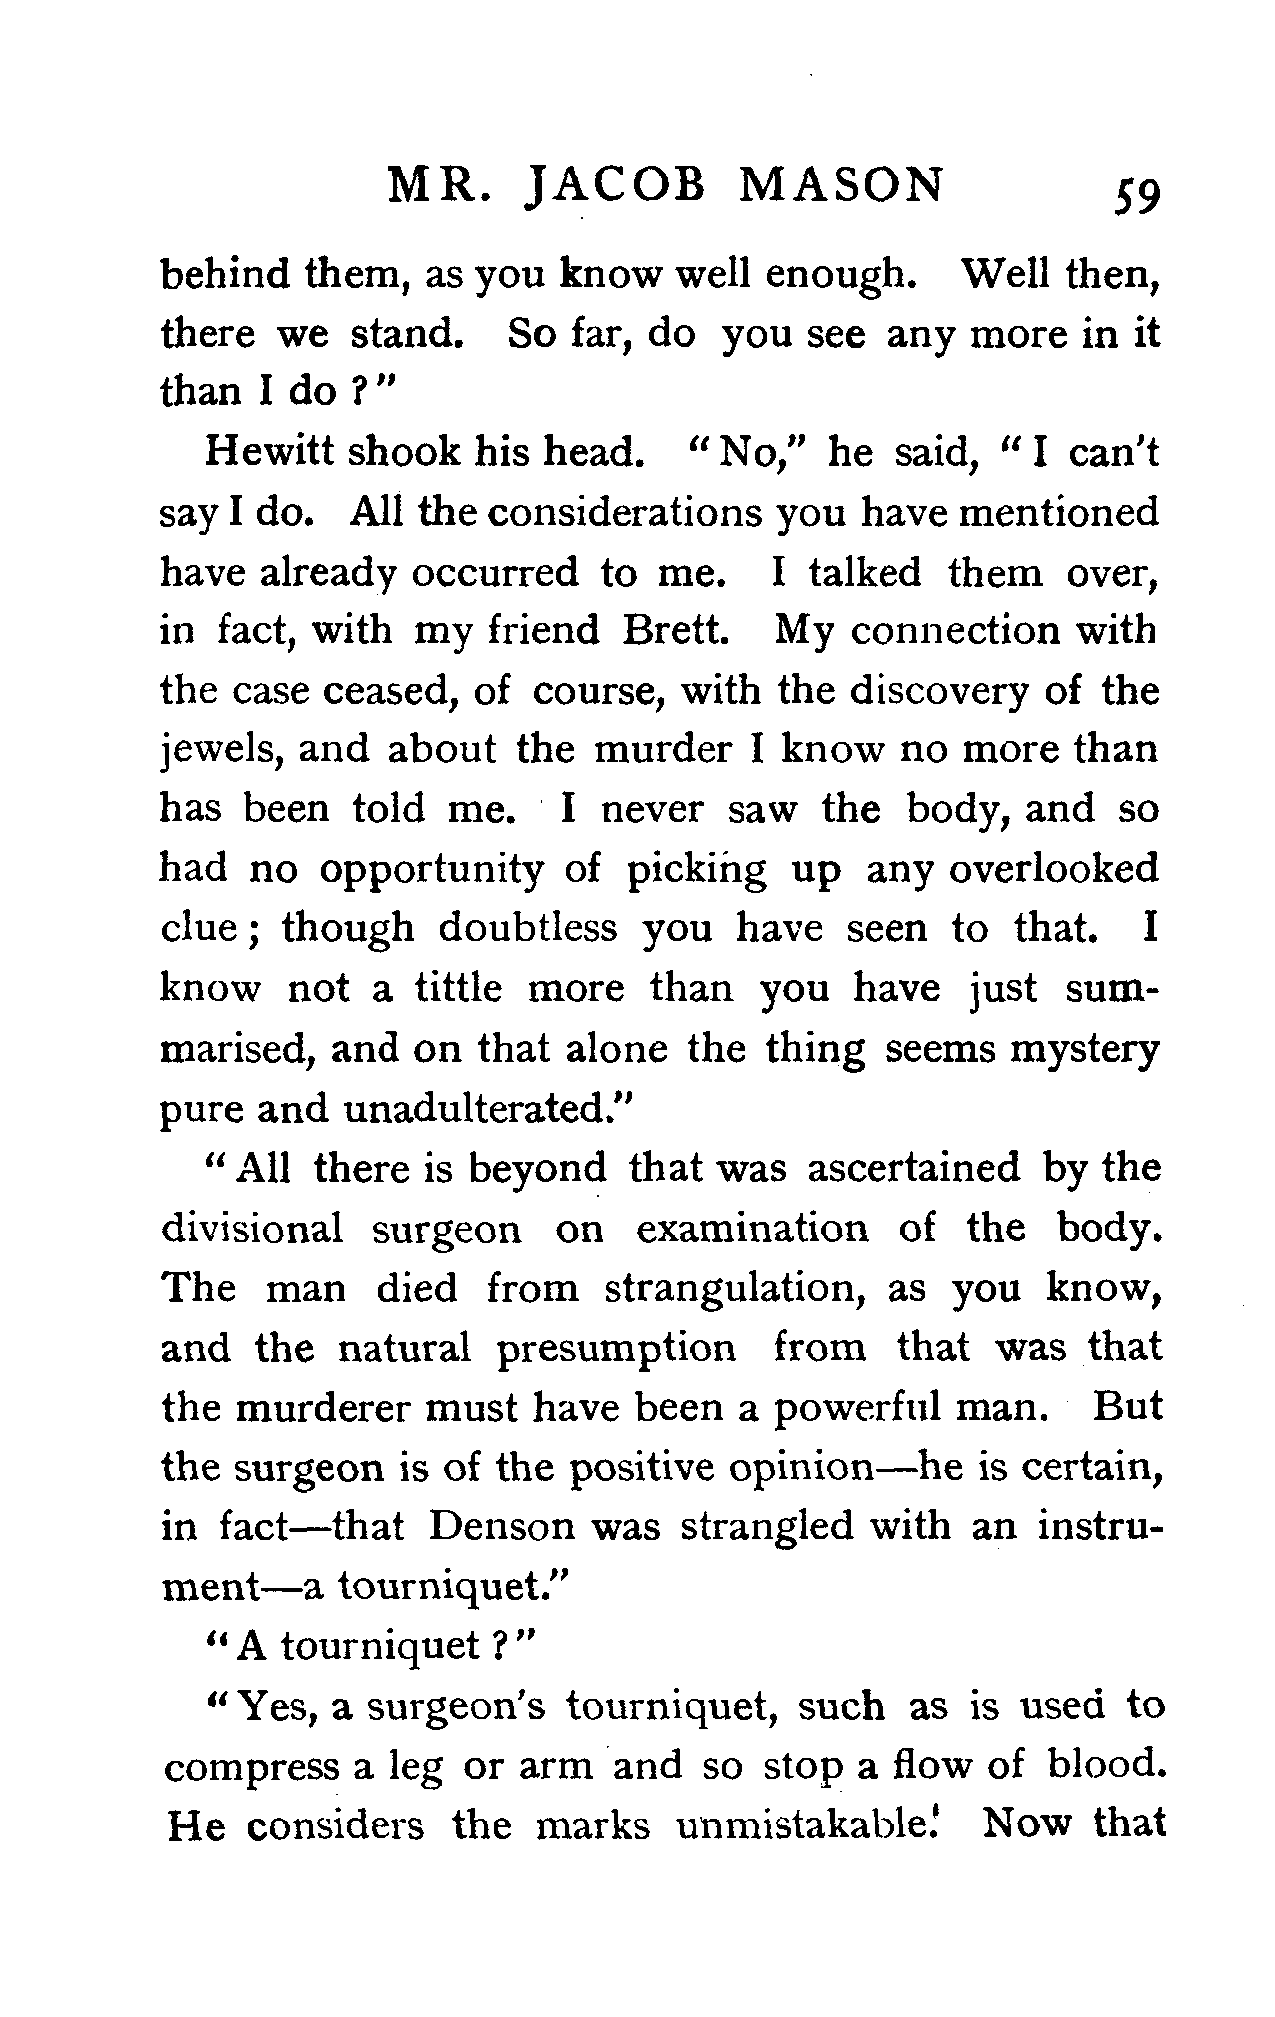 MR. JACOB MASON 59
behind them, as you know well enough. Well then,
there we stand. So far, do you see any more in it
than I do ?"
Hewitt shook his head. "No," he said, "I can't
say I do. All the considerations you have mentioned
have already occurred to me. I talked them over,
in fact, with my friend Brett. My connection with
the case ceased, of course, with the discovery of the
jewels, and about the murder I know no more than
has been told me. I never saw the body, and so
had no opportunity of picking up any overlooked
clue ; though doubtless you have seen to that. I
know not a tittle more than you have just sum-
marised, and on that alone the thing seems mystery
pure and unadulterated."
"All there is beyond that was ascertained by the
divisional surgeon on examination of the body.
The man died from strangulation, as you know,
and the natural presumption from that was that
the murderer must have been a powerful man. But
the surgeon is of the positive opinion—he is certain,
in fact—that Denson was strangled with an instru-
ment—a tourniquet."
"A tourniquet ?"
"Yes, a surgeon's tourniquet, such as is used to
compress a leg or arm and so stop a flow of blood.
He considers the marks unmistakable. Now that